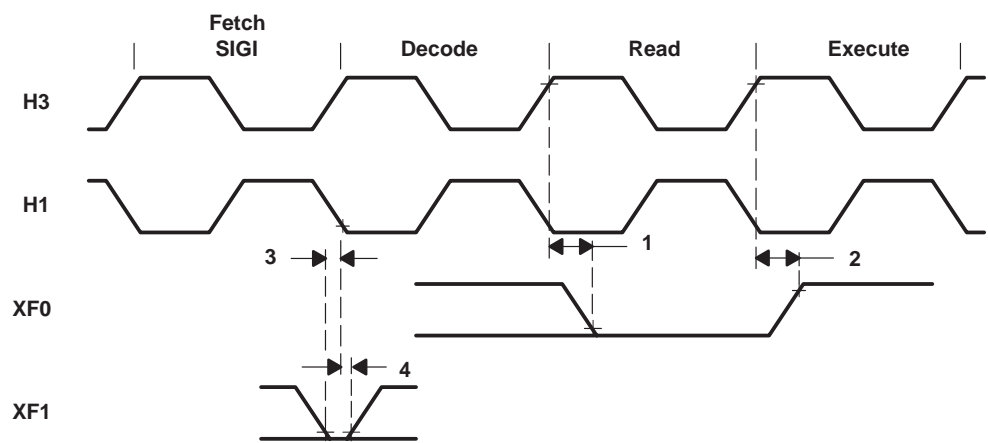 Fetch
SIGI
Decode
Read
Execute
H3
H1
3
1
2
XF0
4
XF1